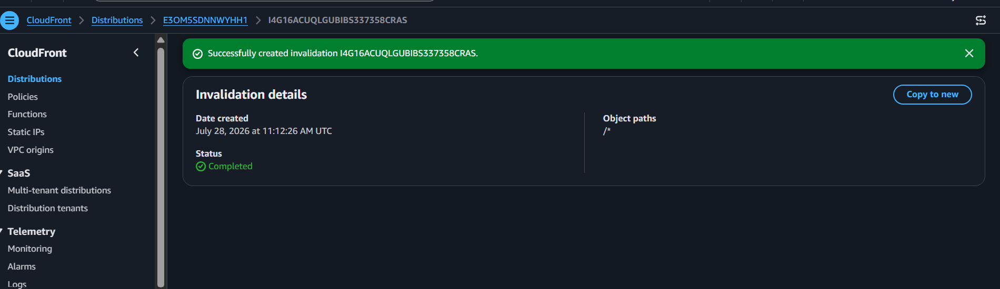 CloudFront > Distributions > E3OM5SDNNWYHH1 > I4G16ACUQLGUBIBS337358CRAS
CloudFront
Distributions
Policies
Functions
Static IPs
VPC origins
SaaS
Multi-tenant distributions
Distribution tenants
Telemetry
Monitoring
Alarms
Logs
Successfully created invalidation I4G16ACUQLGUBIBS337358CRAS.
Invalidation details
Copy to new
Date created
July 28, 2026 at 11:12:26 AM UTC
Status
Completed
Object paths
/*